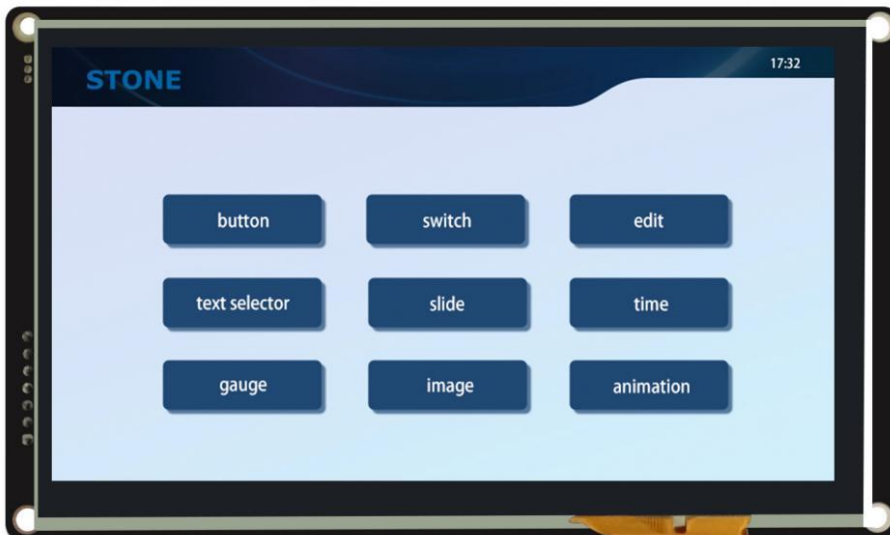 17:32
STONE
button
switch
edit
text selector
slide
time
gauge
image
animation